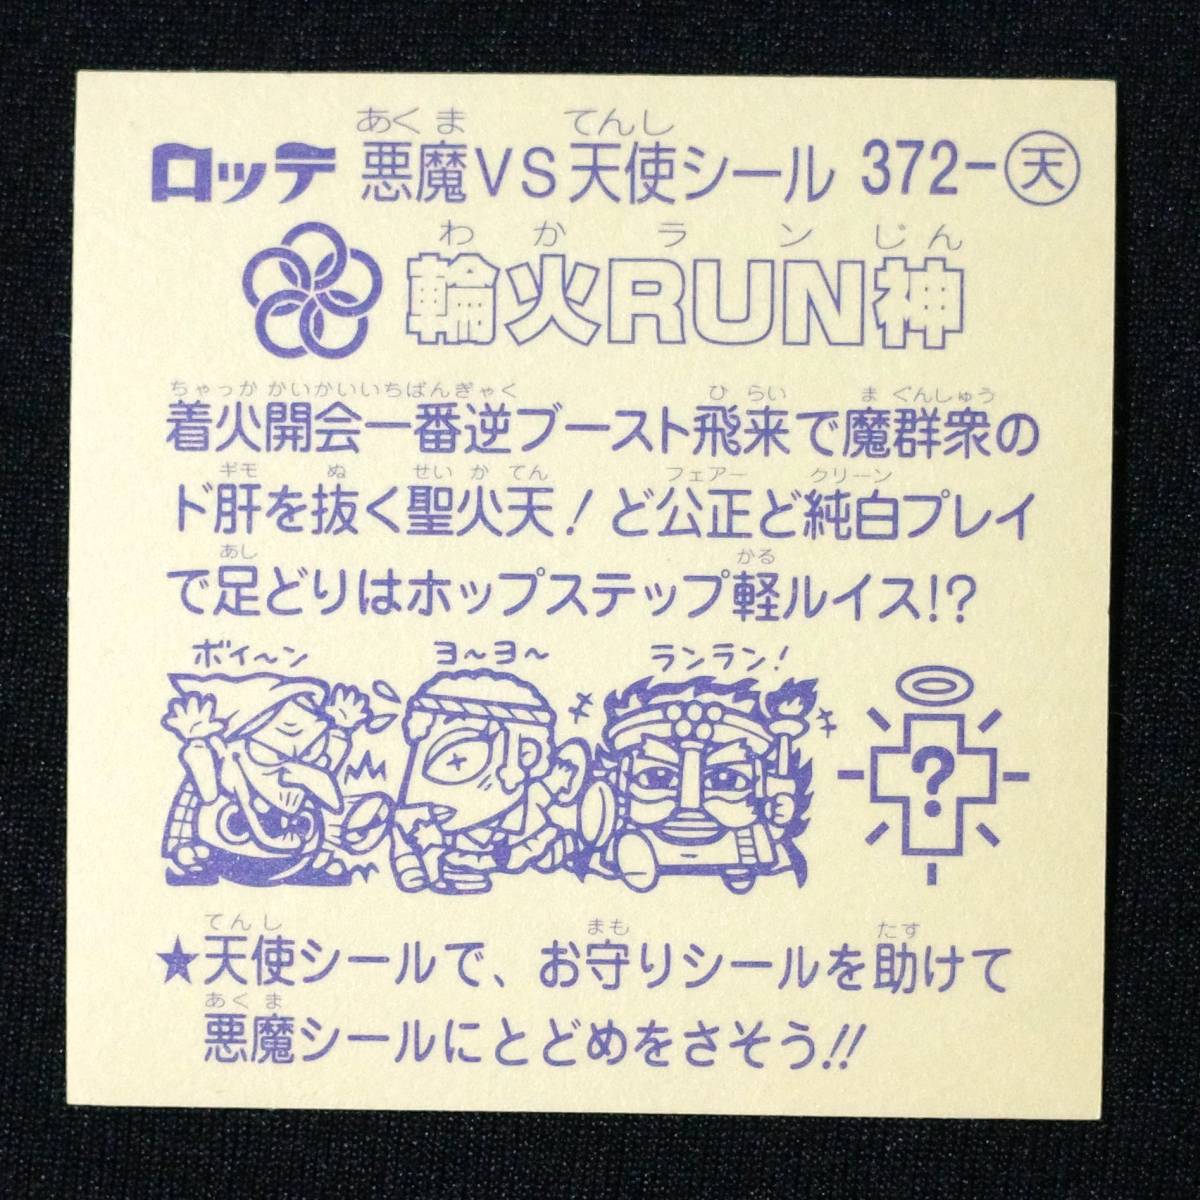 あくま てんし
ロッテ 悪魔VS天使シール 372-天
わかランじん
輪火RUN神
ちゃっかかいかいいちばんぎゃく ひらい まぐんしゅう
着火開会一番逆ブースト飛来で魔群衆の
ギモ ぬ せいかてん フェアー クリーン
ド肝を抜く聖火天!ど公正ど純白プレイ
あし かる
で足どりはホップステップ軽ルイス!?
ボイ〜ン ヨ〜ヨ〜 ランラン!
?
てんし まも たす
★天使シールで、お守りシールを助けて
あくま
悪魔シールにとどめをさそう!!